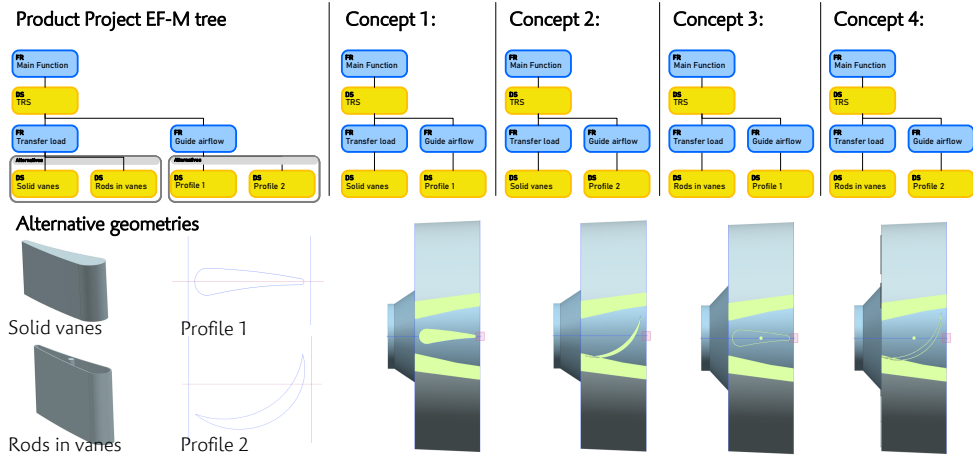 Product Project EF-M tree
Concept 1:
Concept 2:
Concept 3:
Concept 4:
FR
Main Function
DS
TRS
FR
Transfer load
FR
Guide airflow
Alternatives
Alternatives
DS
Solid vanes
DS
Rods in vanes
DS
Profile 1
DS
Profile 2
FR
Main Function
DS
TRS
FR
Transfer load
FR
Guide airflow
DS
Solid vanes
DS
Profile 1
FR
Main Function
DS
TRS
FR
Transfer load
FR
Guide airflow
DS
Solid vanes
DS
Profile 2
FR
Main Function
DS
TRS
FR
Transfer load
FR
Guide airflow
DS
Rods in vanes
DS
Profile 1
FR
Main Function
DS
TRS
FR
Transfer load
FR
Guide airflow
DS
Rods in vanes
DS
Profile 2
Alternative geometries
Solid vanes
Profile 1
Rods in vanes
Profile 2